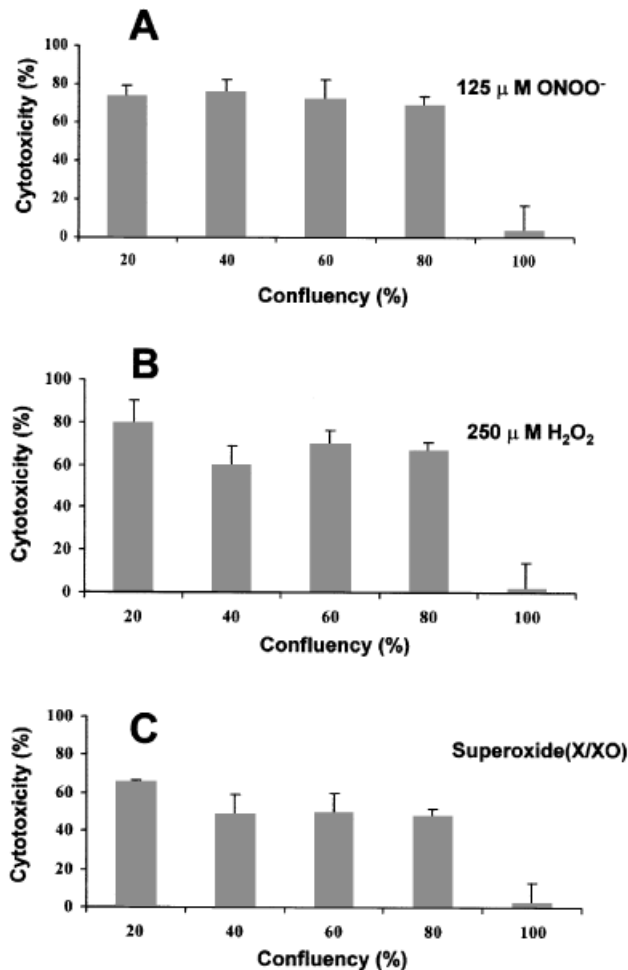 A
100
80
60
40
20
0
Cytotoxicity (%)
125 μ M ONOO⁻
20 40 60 80 100
Confluency (%)
B
100
80
60
40
20
0
Cytotoxicity (%)
250 μ M H₂O₂
20 40 60 80 100
Confluency (%)
C
100
80
60
40
20
0
Cytotoxicity (%)
Superoxide(X/XO)
20 40 60 80 100
Confluency (%)